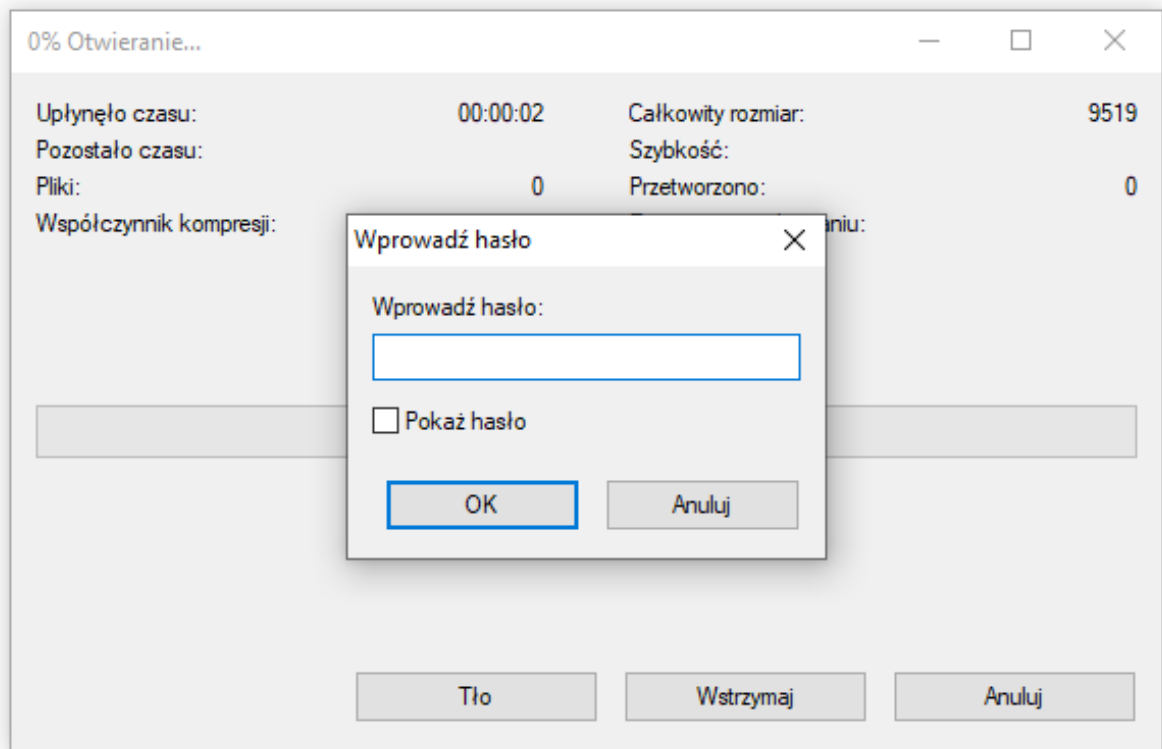 0% Otwieranie...
Upłynęło czasu: 00:00:02 Całkowity rozmiar: 9519
Pozostało czasu: Szybkość:
Pliki: 0 Przetworzono: 0
Współczynnik kompresji:
Wprowadź hasło
Wprowadź hasło:
Pokaż hasło
OK Anuluj
Tło Wstrzymaj Anuluj